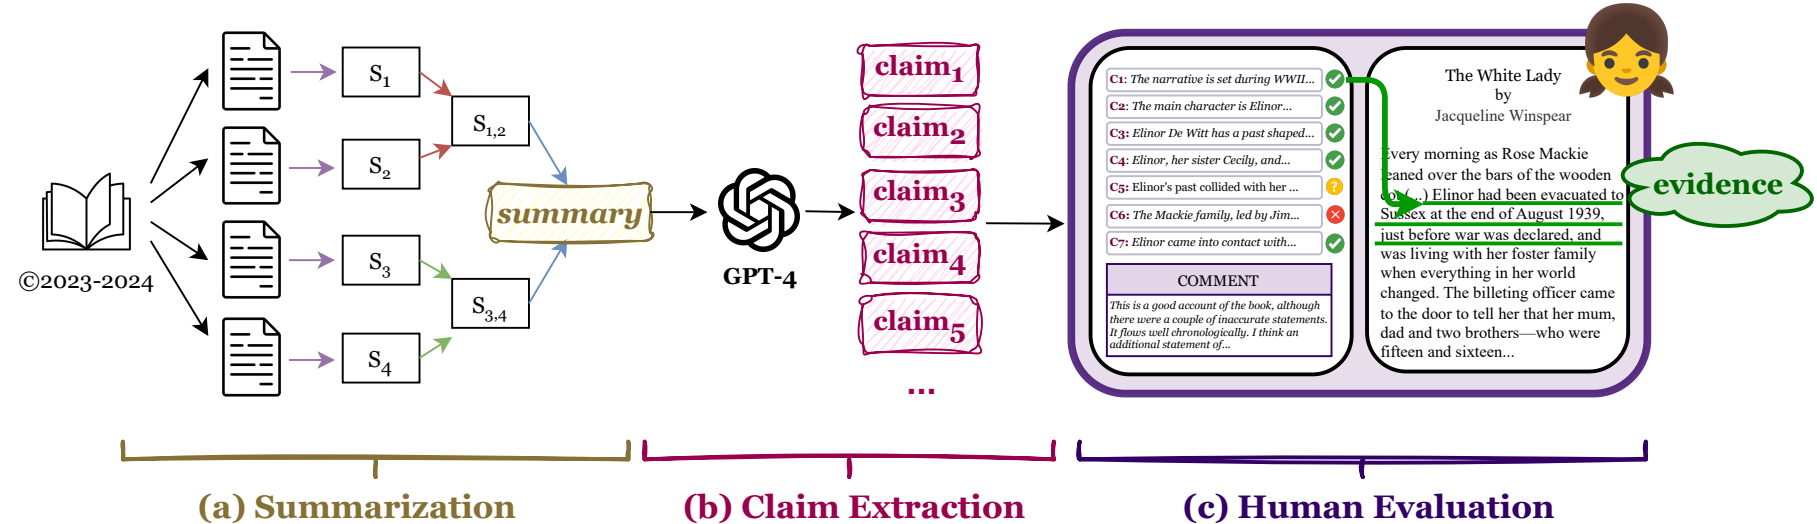 ©2023-2024
S1
S2
S3
S4
S1,2
S3,4
summary
GPT-4
claim1
claim2
claim3
claim4
claim5
...
C1: The narrative is set during WWII...
C2: The main character is Elinor...
C3: Elinor De Witt has a past shaped...
C4: Elinor, her sister Cecily, and...
C5: Elinor's past collided with her ...
C6: The Mackie family, led by Jim...
C7: Elinor came into contact with...
COMMENT
This is a good account of the book, although
there were a couple of inaccurate statements.
It flows well chronologically. I think an
additional statement of...
The White Lady
by
Jacqueline Winspear
Every morning as Rose Mackie
leaned over the bars of the wooden
(...) Elinor had been evacuated to
Sussex at the end of August 1939,
just before war was declared, and
was living with her foster family
when everything in her world
changed. The billeting officer came
to the door to tell her that her mum,
dad and two brothers—who were
fifteen and sixteen...
evidence
(a) Summarization
(b) Claim Extraction
(c) Human Evaluation